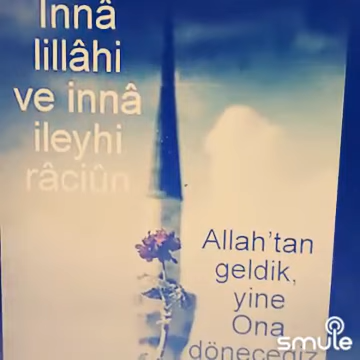 İnnâ
lillâhi
ve innâ
ileyhi
râciûn
Allah'tan
geldik,
yine
Ona
döneceğiz
smule